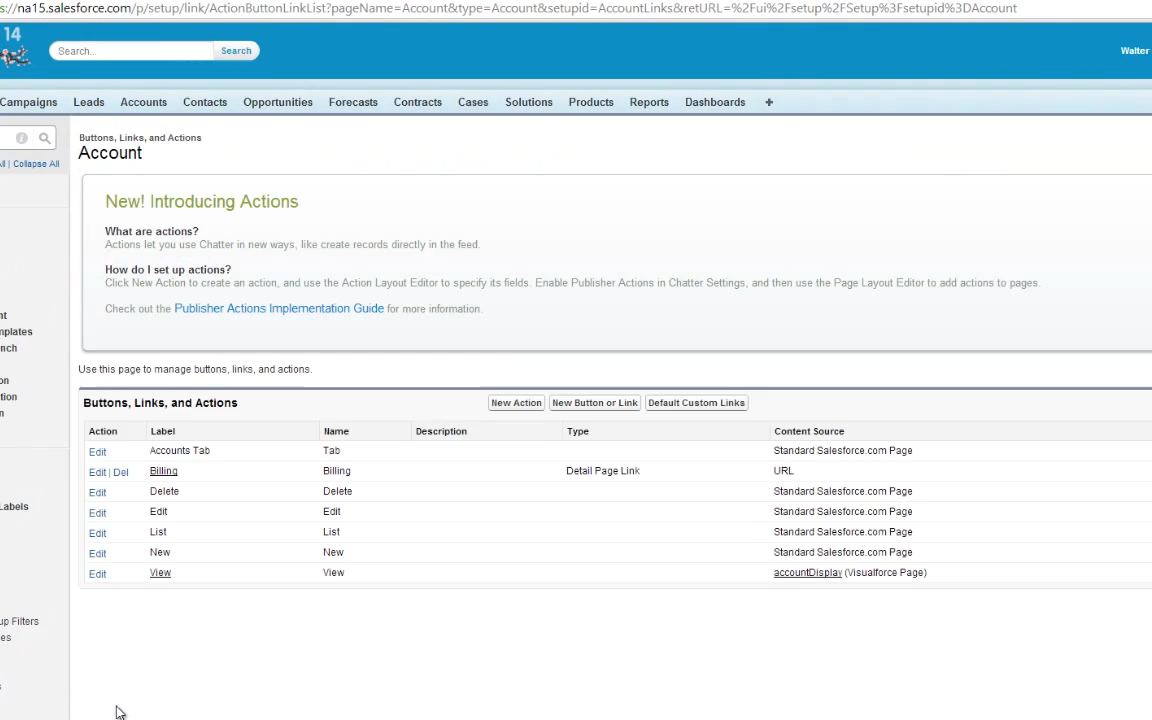 s://na15.salesforce.com/p/setup/link/ActionButtonLinkList?pageName=Account&type=Account&setupid=AccountLinks&retURL=%2Fui%2Fsetup%2FSetup%3Fsetupid%3DAccount
14
Search...
Search
Walter
Campaigns Leads Accounts Contacts Opportunities Forecasts Contracts Cases Solutions Products Reports Dashboards +
Buttons, Links, and Actions
Account
All | Collapse All
New! Introducing Actions
What are actions?
Actions let you use Chatter in new ways, like create records directly in the feed.
How do I set up actions?
Click New Action to create an action, and use the Action Layout Editor to specify its fields. Enable Publisher Actions in Chatter Settings, and then use the Page Layout Editor to add actions to pages.
Check out the Publisher Actions Implementation Guide for more information.
nt
mplates
nch
on
tion
n
Labels
up Filters
es
s
Use this page to manage buttons, links, and actions.
Buttons, Links, and Actions New Action New Button or Link Default Custom Links
Action Label Name Description Type Content Source
Edit Accounts Tab Tab Standard Salesforce.com Page
Edit | Del Billing Billing Detail Page Link URL
Edit Delete Delete Standard Salesforce.com Page
Edit Edit Edit Standard Salesforce.com Page
Edit List List Standard Salesforce.com Page
Edit New New Standard Salesforce.com Page
Edit View View accountDisplay (Visualforce Page)